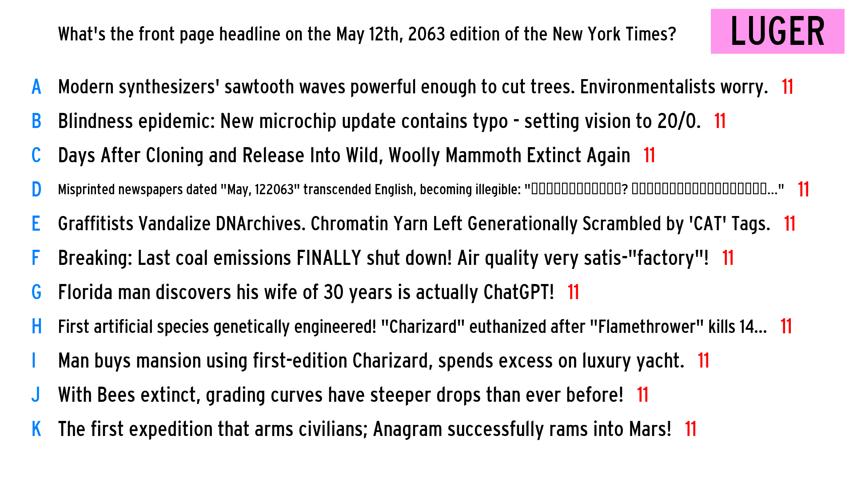 What's the front page headline on the May 12th, 2063 edition of the New York Times?
LUGER
A Modern synthesizers' sawtooth waves powerful enough to cut trees. Environmentalists worry. 11
B Blindness epidemic: New microchip update contains typo - setting vision to 20/0. 11
C Days After Cloning and Release Into Wild, Woolly Mammoth Extinct Again 11
D Misprinted newspapers dated "May, 122063" transcended English, becoming illegible: "▯▯▯▯▯▯▯▯▯▯▯▯▯? ▯▯▯▯▯▯▯▯▯▯▯▯▯▯▯▯▯▯▯..." 11
E Graffitists Vandalize DNArchives. Chromatin Yarn Left Generationally Scrambled by 'CAT' Tags. 11
F Breaking: Last coal emissions FINALLY shut down! Air quality very satis-"factory"! 11
G Florida man discovers his wife of 30 years is actually ChatGPT! 11
H First artificial species genetically engineered! "Charizard" euthanized after "Flamethrower" kills 14... 11
I Man buys mansion using first-edition Charizard, spends excess on luxury yacht. 11
J With Bees extinct, grading curves have steeper drops than ever before! 11
K The first expedition that arms civilians; Anagram successfully rams into Mars! 11